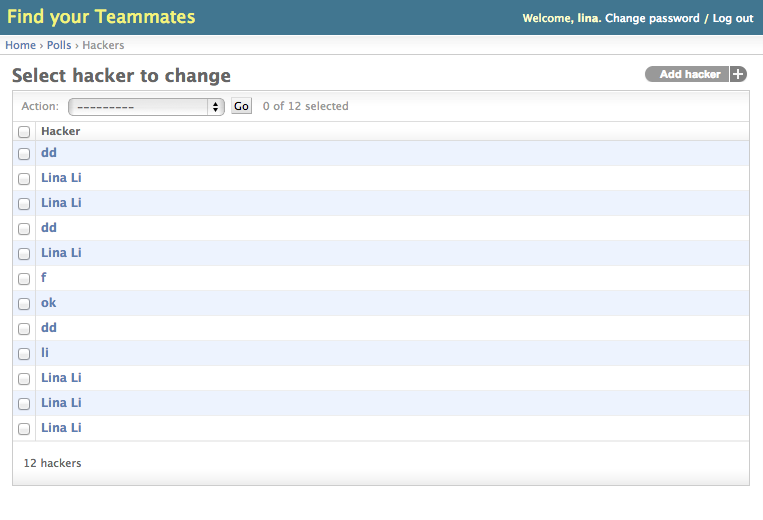 Find your Teammates
Welcome, lina. Change password / Log out
Home › Polls › Hackers
Select hacker to change
Add hacker +
Action: --------- Go 0 of 12 selected
Hacker
dd
Lina Li
Lina Li
dd
Lina Li
f
ok
dd
li
Lina Li
Lina Li
Lina Li
12 hackers